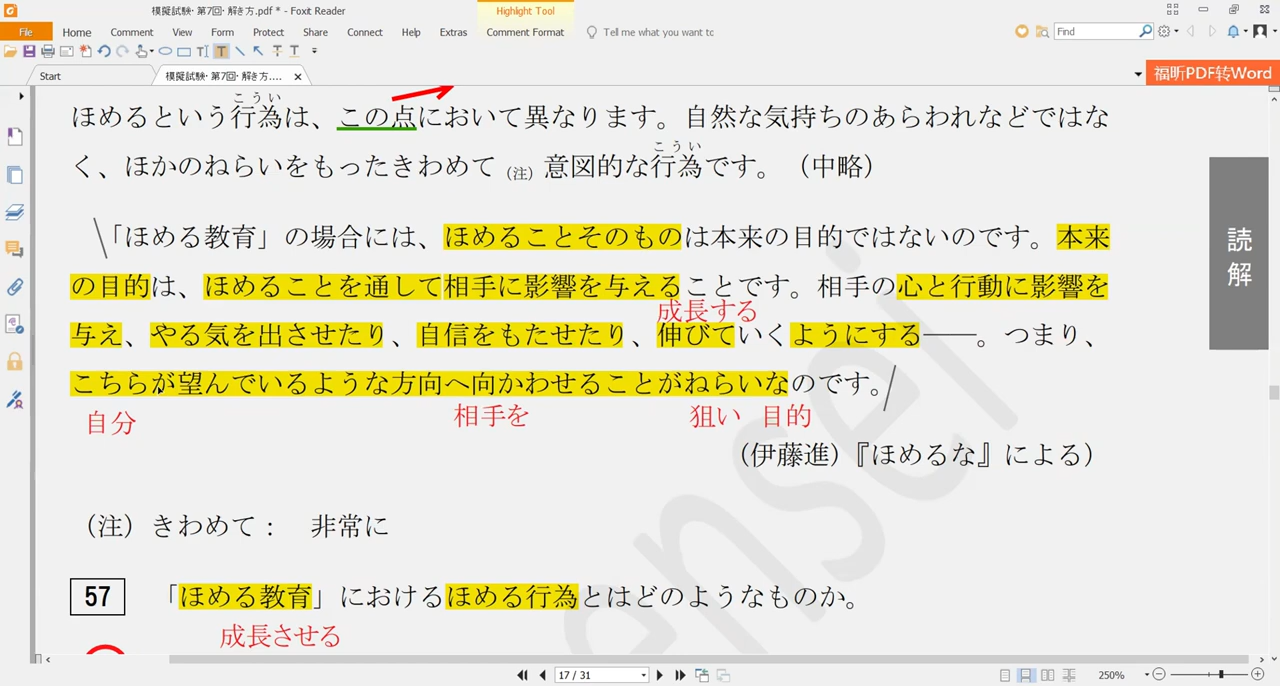 模擬試験· 第7回· 解き方.pdf * - Foxit Reader
Highlight Tool
File Home Comment View Form Protect Share Connect Help Extras Comment Format Tell me what you want to Find
Start 模擬試験· 第7回· 解き方.... 福昕PDF转Word
こうい
ほめるという行為は、この点において異なります。自然な気持ちのあらわれなどではな
こうい
く、ほかのねらいをもったきわめて（注）意図的な行為です。（中略）
「ほめる教育」の場合には、ほめることそのものは本来の目的ではないのです。本来
の目的は、ほめることを通して相手に影響を与えることです。相手の心と行動に影響を
成長する
与え、やる気を出させたり、自信をもたせたり、伸びていくようにする——。つまり、
こちらが望んでいるような方向へ向かわせることがねらいなのです。
自分 相手を 狙い 目的
（伊藤進）『ほめるな』による）
（注）きわめて： 非常に
57 「ほめる教育」におけるほめる行為とはどのようなものか。
成長させる
読解
ensei
17 / 31 250%